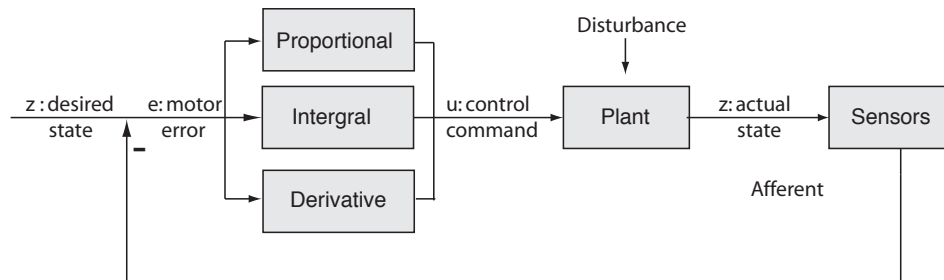 Proportional
Disturbance
z : desired
state
e: motor
error
Intergral
u: control
command
Plant
z: actual
state
Sensors
-
Derivative
Afferent